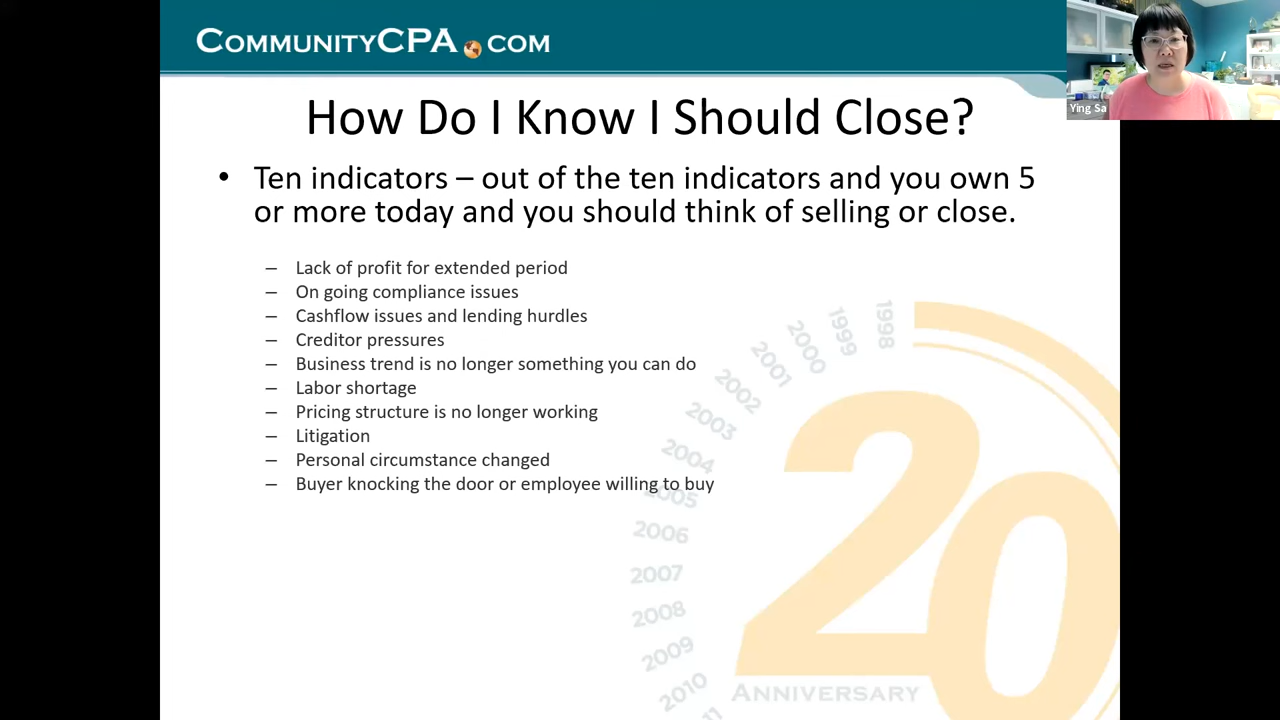 COMMUNITYCPA.COM
Ying Sa
How Do I Know I Should Close?
• Ten indicators – out of the ten indicators and you own 5
or more today and you should think of selling or close.
– Lack of profit for extended period
– On going compliance issues
– Cashflow issues and lending hurdles
– Creditor pressures
– Business trend is no longer something you can do
– Labor shortage
– Pricing structure is no longer working
– Litigation
– Personal circumstance changed
– Buyer knocking the door or employee willing to buy
1998
1999
2000
2001
2002
2003
2004
2005
2006
2007
2008
2009
2010
20
ANNIVERSARY